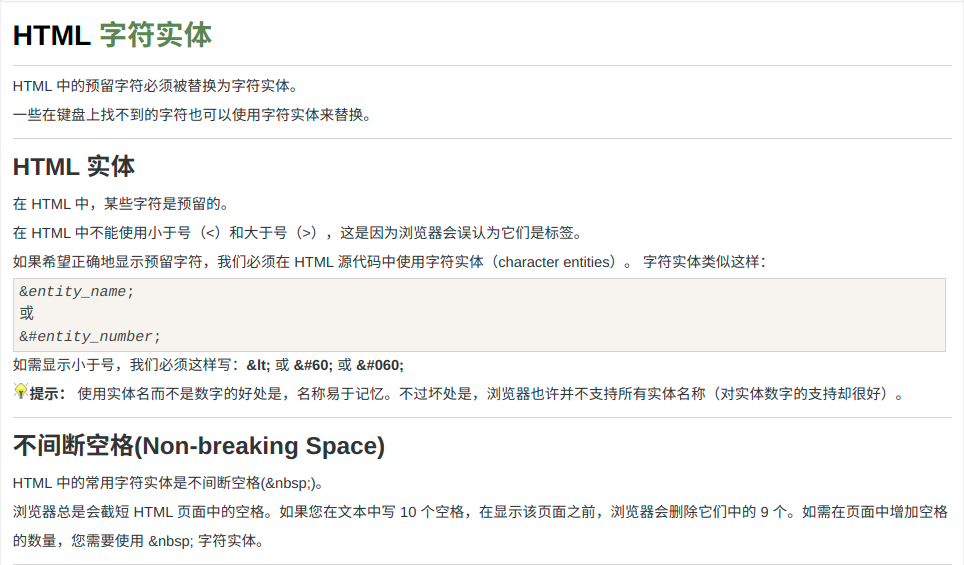 HTML 字符实体
HTML 中的预留字符必须被替换为字符实体。
一些在键盘上找不到的字符也可以使用字符实体来替换。
HTML 实体
在 HTML 中，某些字符是预留的。
在 HTML 中不能使用小于号（<）和大于号（>），这是因为浏览器会误认为它们是标签。
如果希望正确地显示预留字符，我们必须在 HTML 源代码中使用字符实体（character entities）。 字符实体类似这样：
&entity_name;
或
&#entity_number;
如需显示小于号，我们必须这样写：&lt; 或 &#60; 或 &#060;
提示： 使用实体名而不是数字的好处是，名称易于记忆。不过坏处是，浏览器也许并不支持所有实体名称（对实体数字的支持却很好）。
不间断空格(Non-breaking Space)
HTML 中的常用字符实体是不间断空格(&nbsp;)。
浏览器总是会截短 HTML 页面中的空格。如果您在文本中写 10 个空格，在显示该页面之前，浏览器会删除它们中的 9 个。如需在页面中增加空格
的数量，您需要使用 &nbsp; 字符实体。